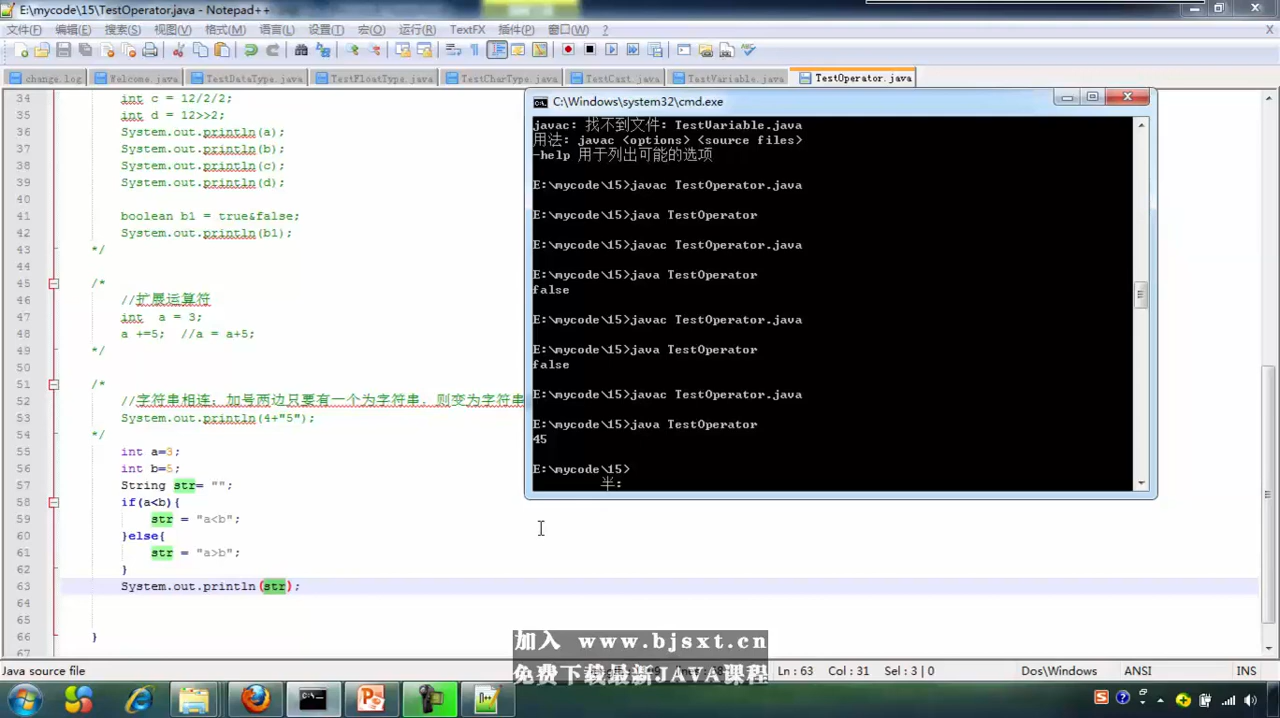 E:\mycode\15\TestOperator.java - Notepad++
文件(F) 编辑(E) 搜索(S) 视图(V) 格式(M) 语言(L) 设置(T) 宏(O) 运行(R) TextFX 插件(P) 窗口(W) ?
change.log Welcome.java TestDataType.java TestFloatType.java TestCharType.java TestCast.java TestVariable.java TestOperator.java
34 int c = 12/2/2;
35 int d = 12>>2;
36 System.out.println(a);
37 System.out.println(b);
38 System.out.println(c);
39 System.out.println(d);
40
41 boolean b1 = true&false;
42 System.out.println(b1);
43 */
44
45 /*
46 //扩展运算符
47 int a = 3;
48 a +=5; //a = a+5;
49 */
50
51 /*
52 //字符串相连：加号两边只要有一个为字符串，则变为字符串
53 System.out.println(4+"5");
54 */
55 int a=3;
56 int b=5;
57 String str= "";
58 if(a<b){
59 str = "a<b";
60 }else{
61 str = "a>b";
62 }
63 System.out.println(str);
64
65
66 }
67
C:\Windows\system32\cmd.exe
javac: 找不到文件: TestVariable.java
用法: javac <options> <source files>
-help 用于列出可能的选项
E:\mycode\15>javac TestOperator.java
E:\mycode\15>java TestOperator
E:\mycode\15>javac TestOperator.java
E:\mycode\15>java TestOperator
false
E:\mycode\15>javac TestOperator.java
E:\mycode\15>java TestOperator
false
E:\mycode\15>javac TestOperator.java
E:\mycode\15>java TestOperator
45
E:\mycode\15>
半:
加入 www.bjsxt.cn
免费下载最新JAVA课程
Java source file Ln: 63 Col: 31 Sel: 3 | 0 Dos\Windows ANSI INS